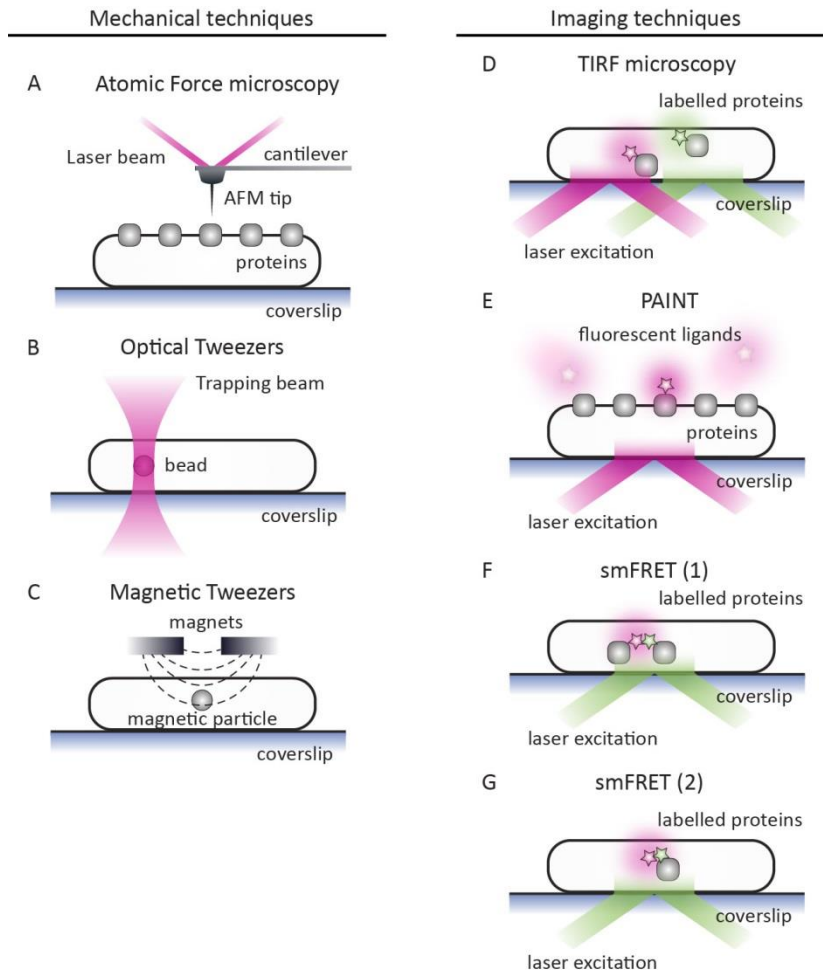 Mechanical techniques
A Atomic Force microscopy
Laser beam
cantilever
AFM tip
proteins
coverslip
B Optical Tweezers
Trapping beam
bead
coverslip
C Magnetic Tweezers
magnets
magnetic particle
coverslip
Imaging techniques
D TIRF microscopy
labelled proteins
coverslip
laser excitation
E PAINT
fluorescent ligands
proteins
coverslip
laser excitation
F smFRET (1)
labelled proteins
coverslip
laser excitation
G smFRET (2)
labelled proteins
coverslip
laser excitation